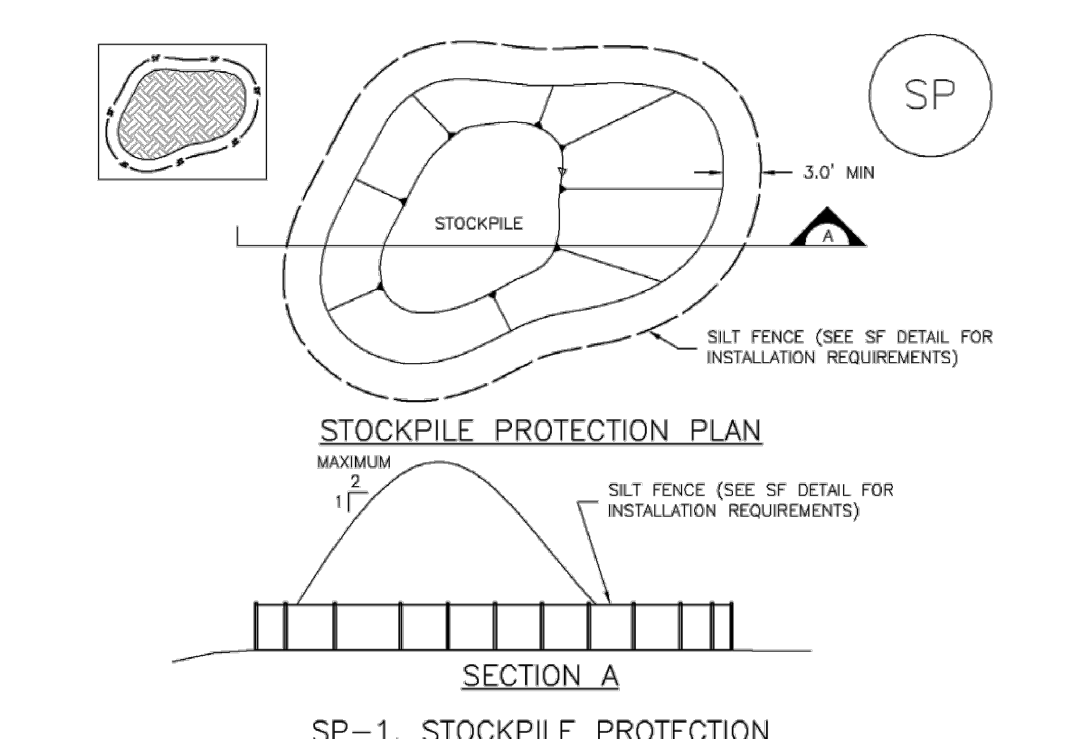 SP
3.0' MIN
STOCKPILE
A
SILT FENCE (SEE SF DETAIL FOR
INSTALLATION REQUIREMENTS)
STOCKPILE PROTECTION PLAN
MAXIMUM
2
1
SILT FENCE (SEE SF DETAIL FOR
INSTALLATION REQUIREMENTS)
SECTION A
SP-1. STOCKPILE PROTECTION